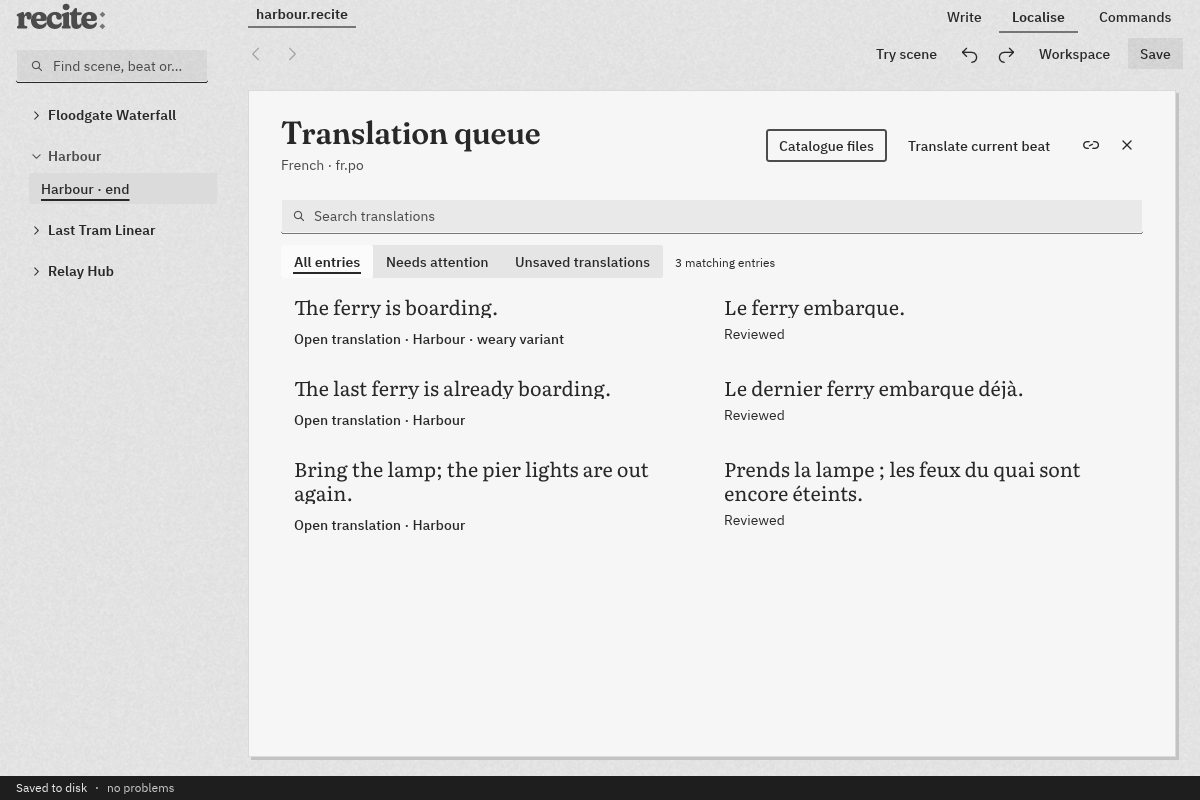 recite:
harbour.recite
Write
Localise
Commands
Find scene, beat or...
Try scene
Workspace
Save
Floodgate Waterfall
Harbour
Harbour · end
Last Tram Linear
Relay Hub
Translation queue
French · fr.po
Catalogue files
Translate current beat
Search translations
All entries
Needs attention
Unsaved translations
3 matching entries
The ferry is boarding.
Open translation · Harbour · weary variant
Le ferry embarque.
Reviewed
The last ferry is already boarding.
Open translation · Harbour
Le dernier ferry embarque déjà.
Reviewed
Bring the lamp; the pier lights are out
again.
Open translation · Harbour
Prends la lampe ; les feux du quai sont
encore éteints.
Reviewed
Saved to disk · no problems